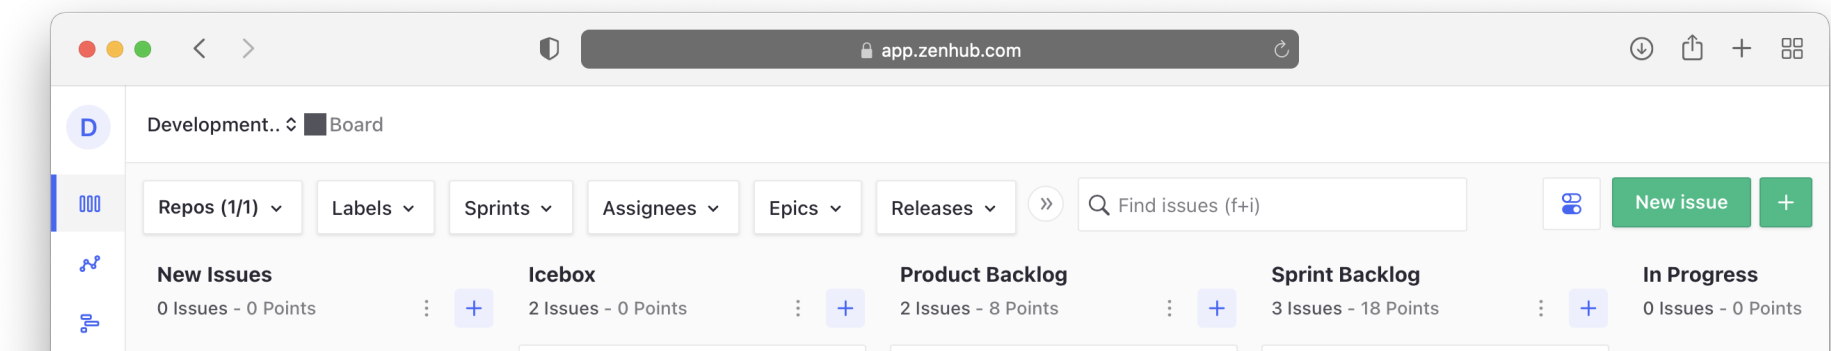 app.zenhub.com
D
Development.. Board
Repos (1/1) Labels Sprints Assignees Epics Releases » Find issues (f+i) New issue +
New Issues Icebox Product Backlog Sprint Backlog In Progress
0 Issues - 0 Points + 2 Issues - 0 Points + 2 Issues - 8 Points + 3 Issues - 18 Points + 0 Issues - 0 Points